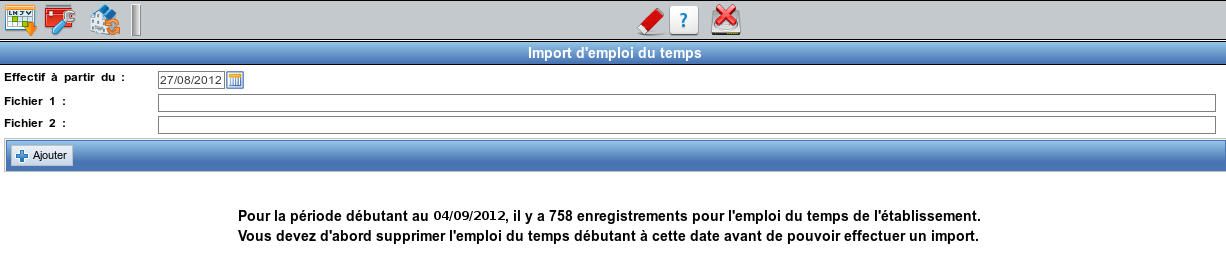 LMJV
?
Import d'emploi du temps
Effectif à partir du :
27/08/2012
Fichier 1 :
Fichier 2 :
Ajouter
Pour la période débutant au 04/09/2012, il y a 758 enregistrements pour l'emploi du temps de l'établissement.
Vous devez d'abord supprimer l'emploi du temps débutant à cette date avant de pouvoir effectuer un import.